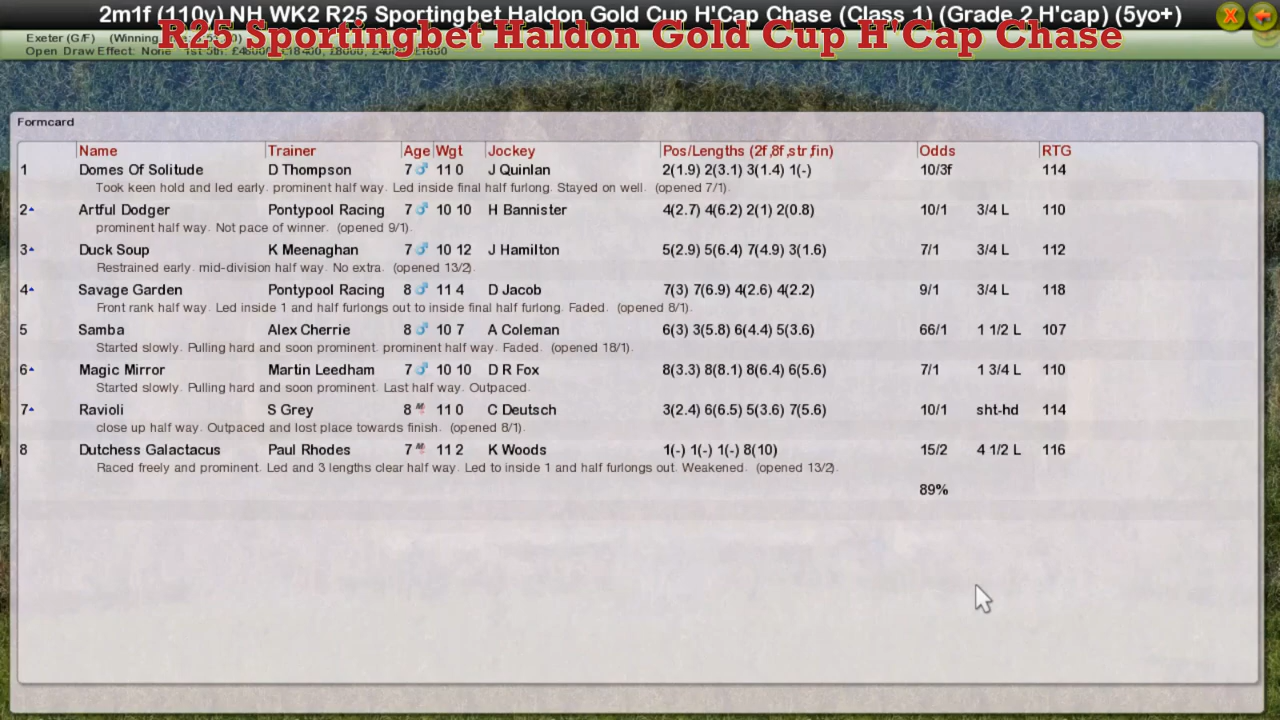 2m1f (110y) NH WK2 R25 Sportingbet Haldon Gold Cup H'Cap Chase (Class 1) (Grade 2 H'cap) (5yo+)
R25 Sportingbet Haldon Gold Cup H'Cap Chase
Exeter (G/F) (Winning
Open Draw Effect: None 1st-5th: £46000, £18400, £8000,
Formcard
Name Trainer Age Wgt Jockey Pos/Lengths (2f,8f,str,fin) Odds RTG
1 Domes Of Solitude D Thompson 7 11 0 J Quinlan 2(1.9) 2(3.1) 3(1.4) 1(-) 10/3f 114
Took keen hold and led early. prominent half way. Led inside final half furlong. Stayed on well. (opened 7/1).
2 Artful Dodger Pontypool Racing 7 10 10 H Bannister 4(2.7) 4(6.2) 2(1) 2(0.8) 10/1 3/4 L 110
prominent half way. Not pace of winner. (opened 9/1).
3 Duck Soup K Meenaghan 7 10 12 J Hamilton 5(2.9) 5(6.4) 7(4.9) 3(1.6) 7/1 3/4 L 112
Restrained early. mid-division half way. No extra. (opened 13/2).
4 Savage Garden Pontypool Racing 8 11 4 D Jacob 7(3) 7(6.9) 4(2.6) 4(2.2) 9/1 3/4 L 118
Front rank half way. Led inside 1 and half furlongs out to inside final half furlong. Faded. (opened 8/1).
5 Samba Alex Cherrie 8 10 7 A Coleman 6(3) 3(5.8) 6(4.4) 5(3.6) 66/1 1 1/2 L 107
Started slowly. Pulling hard and soon prominent. prominent half way. Faded. (opened 18/1).
6 Magic Mirror Martin Leedham 7 10 10 D R Fox 8(3.3) 8(8.1) 8(6.4) 6(5.6) 7/1 1 3/4 L 110
Started slowly. Pulling hard and soon prominent. Last half way. Outpaced.
7 Ravioli S Grey 8 11 0 C Deutsch 3(2.4) 6(6.5) 5(3.6) 7(5.6) 10/1 sht-hd 114
close up half way. Outpaced and lost place towards finish. (opened 8/1).
8 Dutchess Galactacus Paul Rhodes 7 11 2 K Woods 1(-) 1(-) 1(-) 8(10) 15/2 4 1/2 L 116
Raced freely and prominent. Led and 3 lengths clear half way. Led to inside 1 and half furlongs out. Weakened. (opened 13/2).
89%